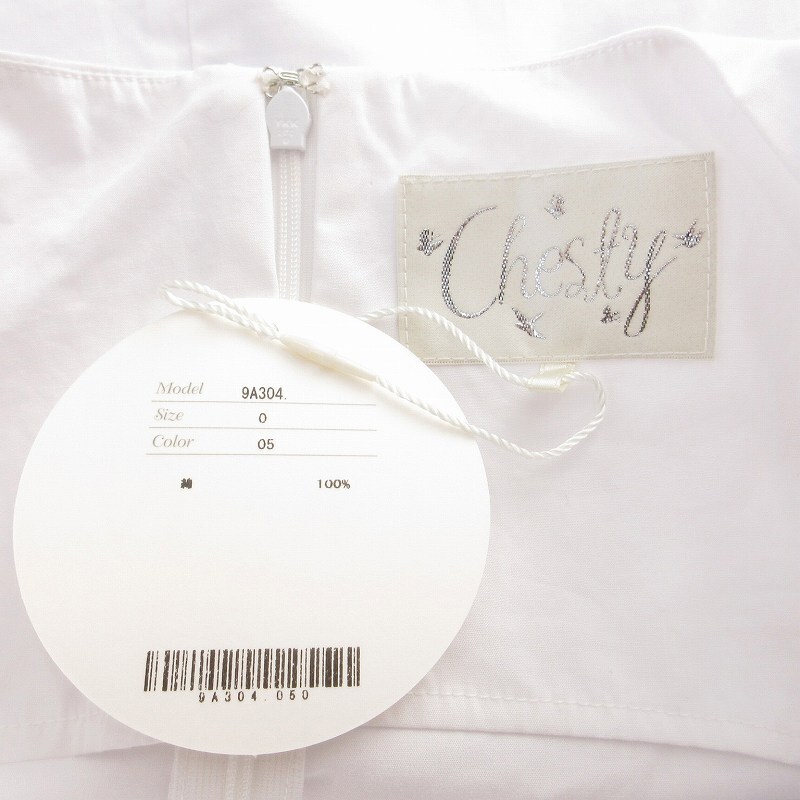 Chesty
Model 9A304.
Size 0
Color 05
綿 100%
9A304.050